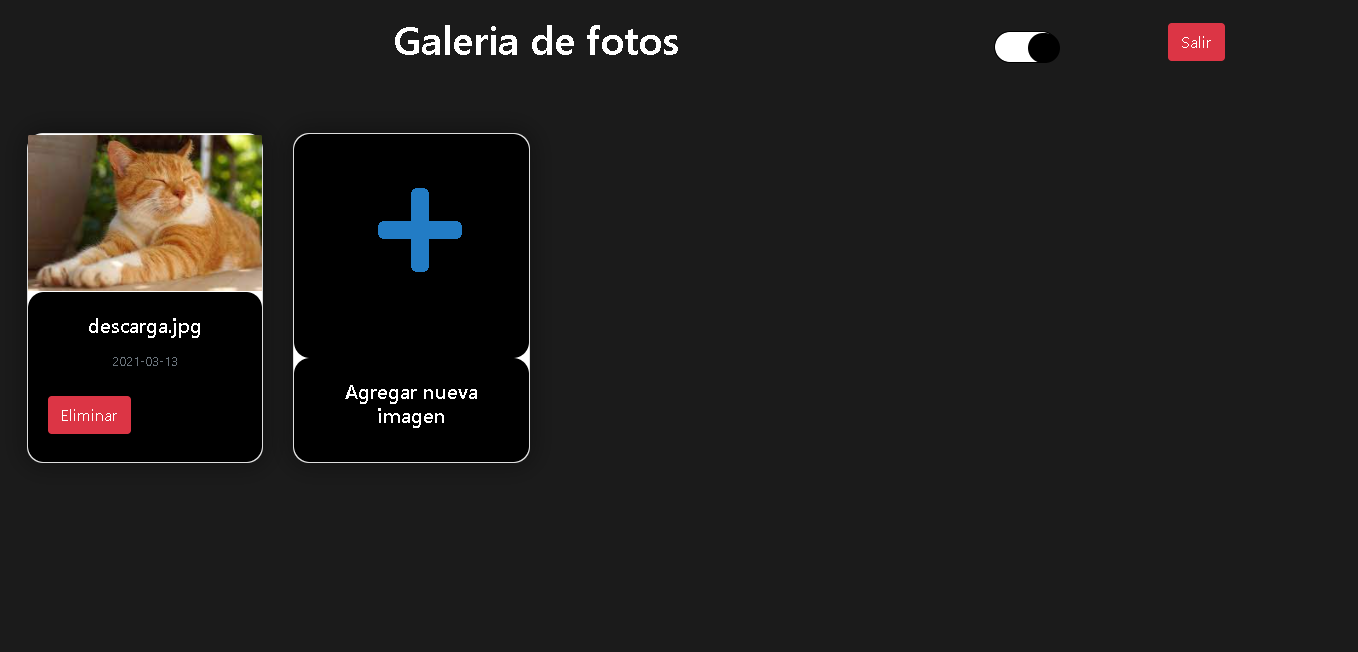 Galeria de fotos
Salir
descarga.jpg
2021-03-13
Eliminar
Agregar nueva
imagen